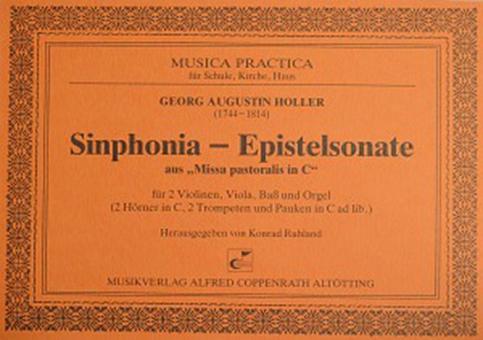 MUSICA PRACTICA
für Schule, Kirche, Haus
GEORG AUGUSTIN HOLLER
(1744–1814)
Sinphonia – Epistelsonate
aus „Missa pastoralis in C“
für 2 Violinen, Viola, Baß und Orgel
(2 Hörner in C, 2 Trompeten und Pauken in C ad lib.)
Herausgegeben von Konrad Ruhland
MUSIKVERLAG ALFRED COPPENRATH ALTÖTTING